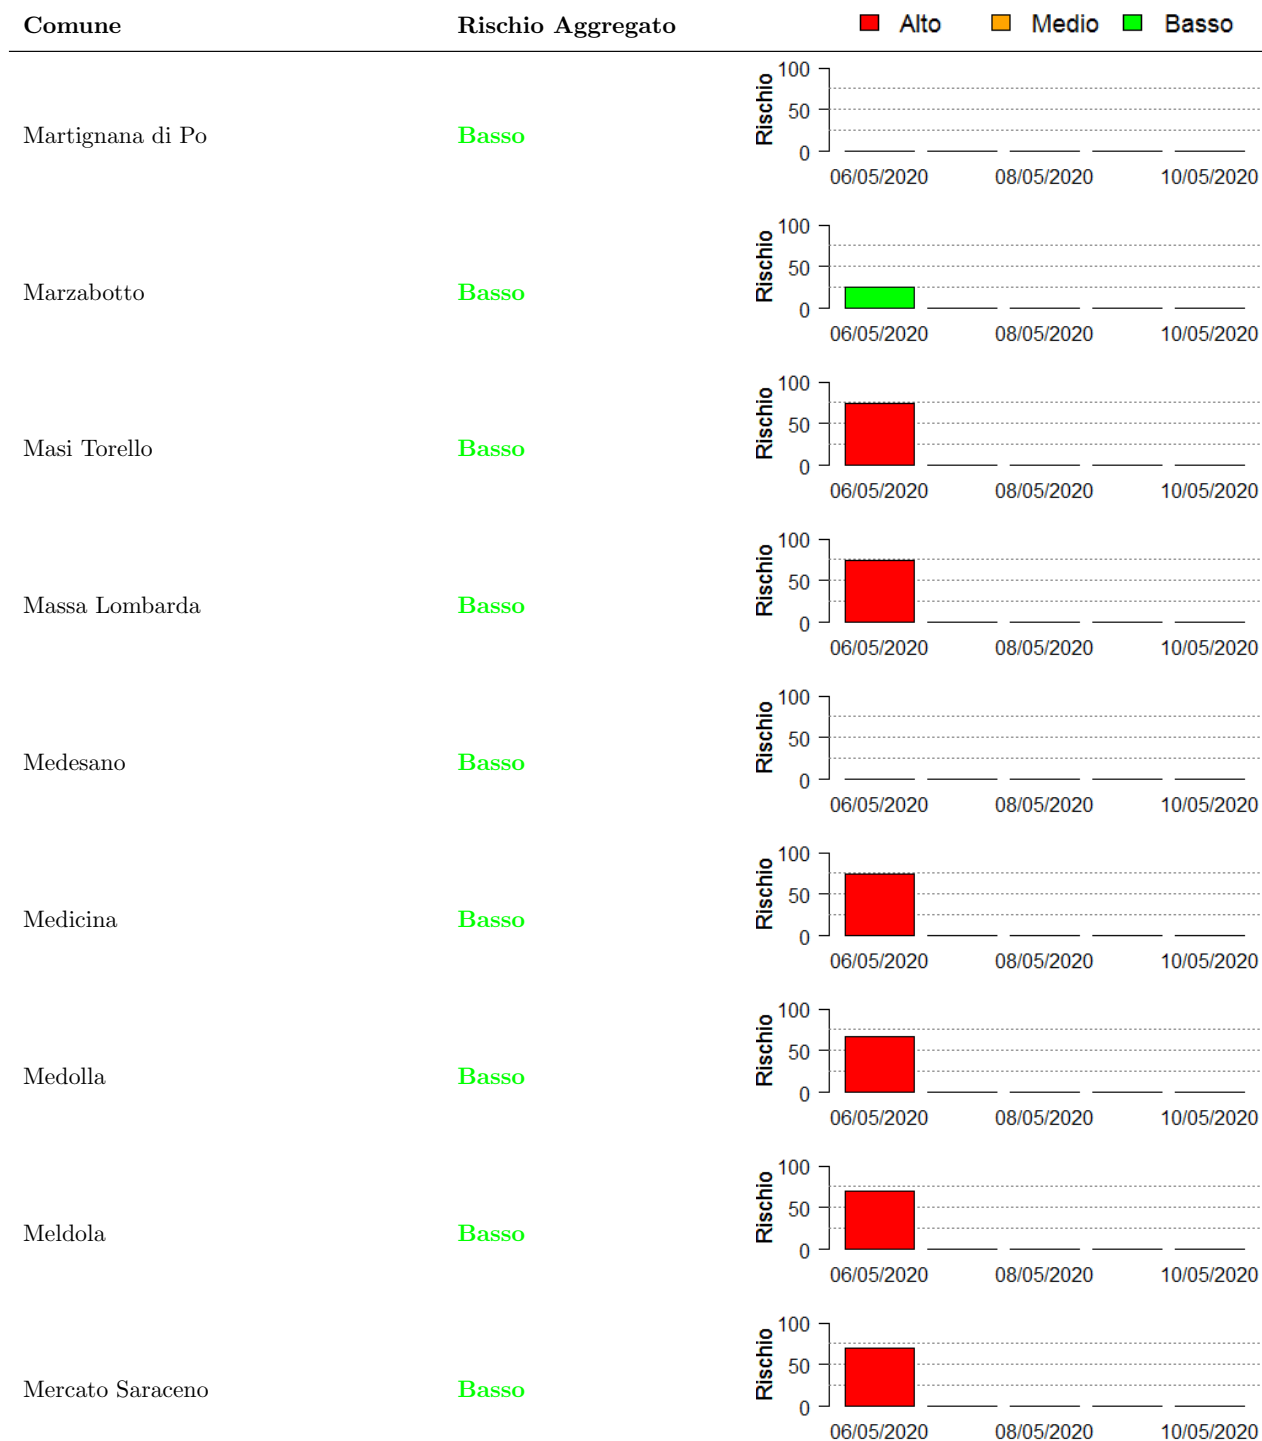 Comune Rischio Aggregato Alto Medio Basso
Martignana di Po Basso Rischio 100 50 0
06/05/2020 08/05/2020 10/05/2020
Marzabotto Basso Rischio 100 50 0
06/05/2020 08/05/2020 10/05/2020
Masi Torello Basso Rischio 100 50 0
06/05/2020 08/05/2020 10/05/2020
Massa Lombarda Basso Rischio 100 50 0
06/05/2020 08/05/2020 10/05/2020
Medesano Basso Rischio 100 50 0
06/05/2020 08/05/2020 10/05/2020
Medicina Basso Rischio 100 50 0
06/05/2020 08/05/2020 10/05/2020
Medolla Basso Rischio 100 50 0
06/05/2020 08/05/2020 10/05/2020
Meldola Basso Rischio 100 50 0
06/05/2020 08/05/2020 10/05/2020
Mercato Saraceno Basso Rischio 100 50 0
06/05/2020 08/05/2020 10/05/2020